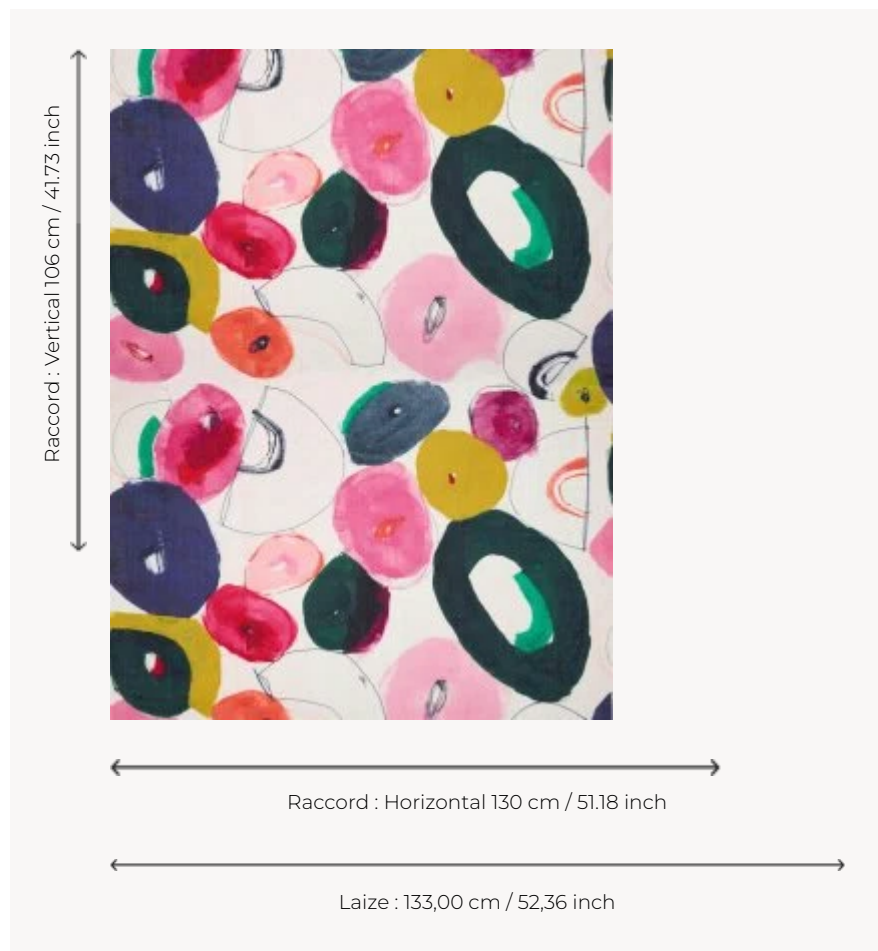 Raccord : Vertical 106 cm / 41.73 inch
Raccord : Horizontal 130 cm / 51.18 inch
Laize : 133,00 cm / 52,36 inch